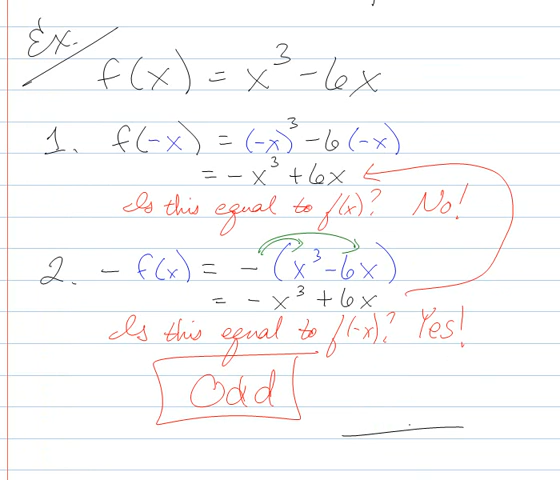 Ex.
f(x) = x³ - 6x
1. f(-x) = (-x)³ - 6(-x)
= -x³ + 6x
Is this equal to f(x)? No!
2. - f(x) = - (x³ - 6x)
= -x³ + 6x
Is this equal to f(-x)? Yes!
Odd